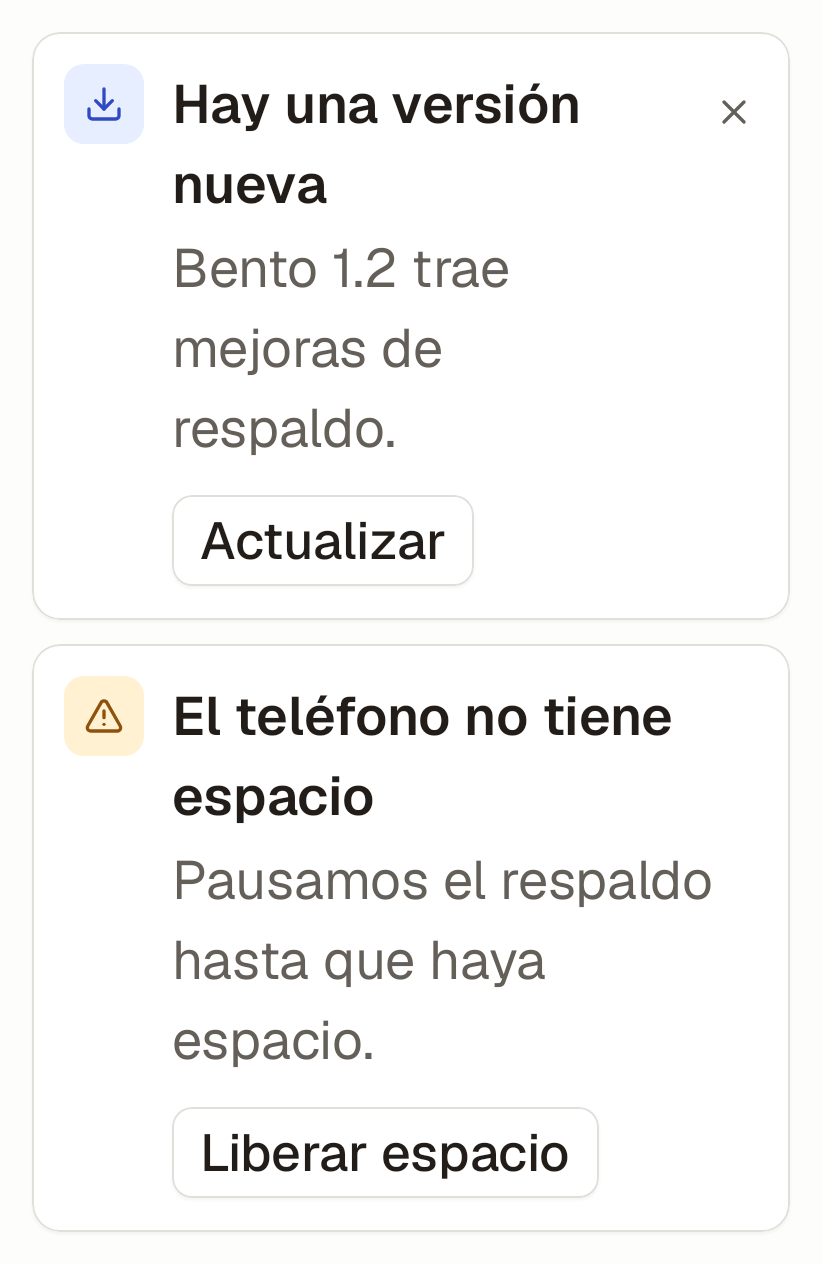 Hay una versión
nueva
Bento 1.2 trae
mejoras de
respaldo.
Actualizar
El teléfono no tiene
espacio
Pausamos el respaldo
hasta que haya
espacio.
Liberar espacio